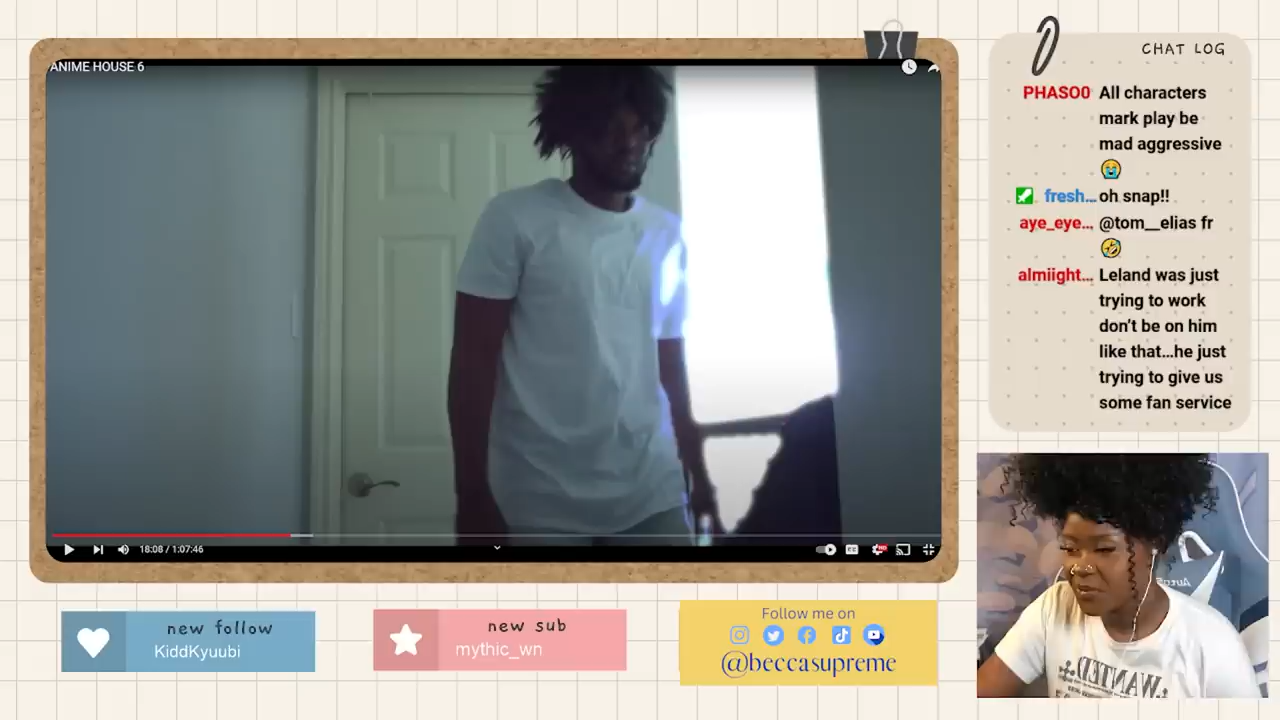 ANIME HOUSE 6
18:08 / 1:07:46
CHAT LOG
PHASO0 All characters
mark play be
mad aggressive
😭
fresh… oh snap!!
aye_eye… @tom__elias fr
🤣
almiight… Leland was just
trying to work
don't be on him
like that…he just
trying to give us
some fan service
new follow
KiddKyuubi
new sub
mythic_wn
Follow me on
@beccasupreme
WANTED